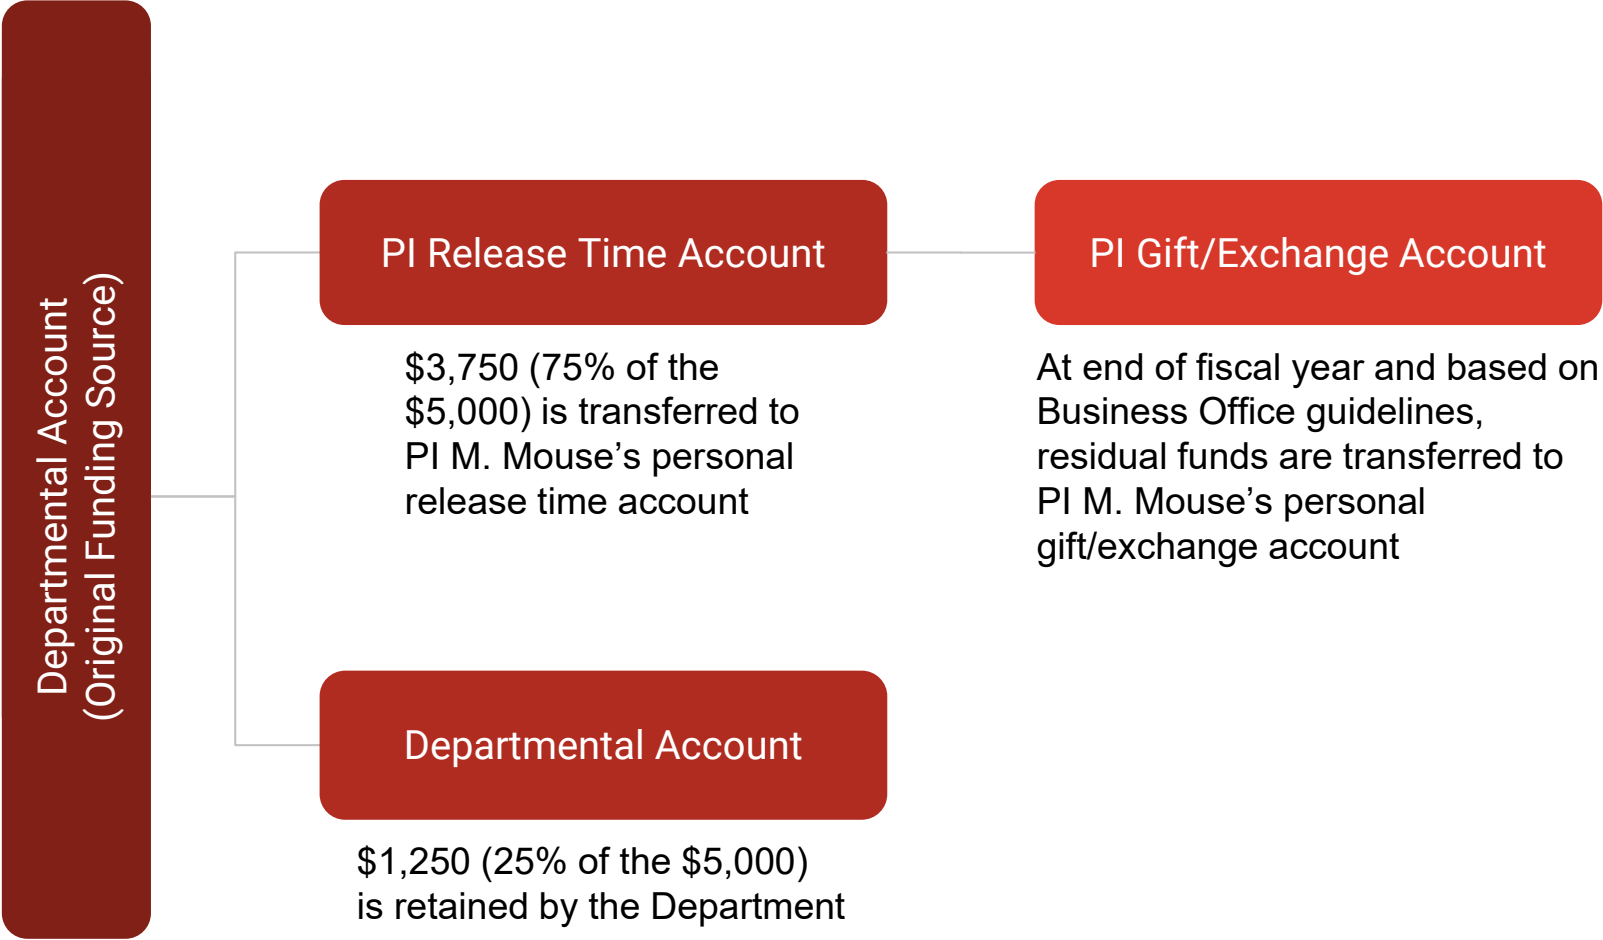 Departmental Account
(Original Funding Source)
PI Release Time Account
$3,750 (75% of the
$5,000) is transferred to
PI M. Mouse’s personal
release time account
PI Gift/Exchange Account
At end of fiscal year and based on
Business Office guidelines,
residual funds are transferred to
PI M. Mouse’s personal
gift/exchange account
Departmental Account
$1,250 (25% of the $5,000)
is retained by the Department